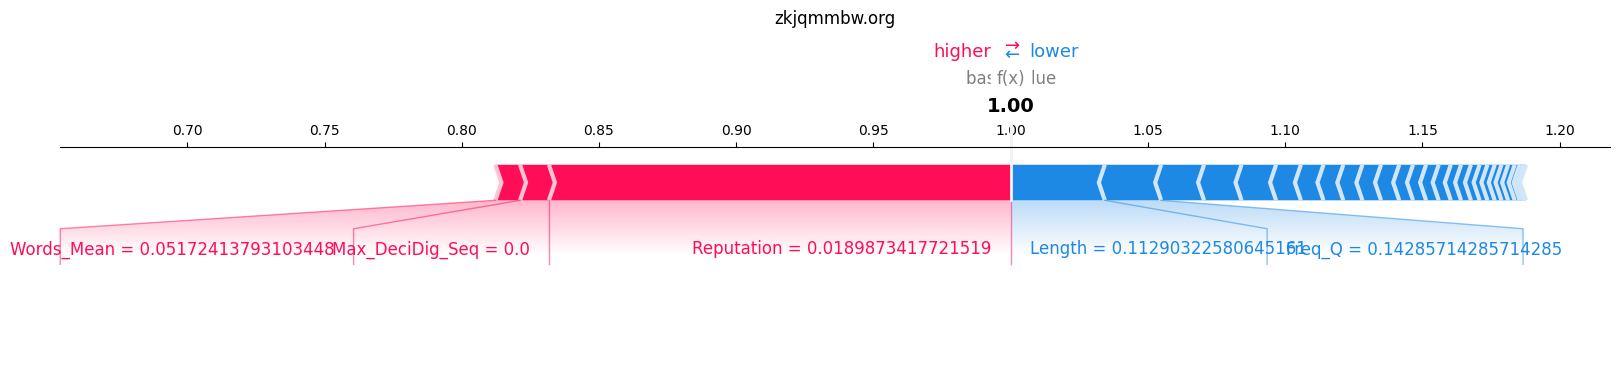 zkjqmmbw.org
higher ⇄ lower
bas f(x) lue
1.00
0.70 0.75 0.80 0.85 0.90 0.95 1.00 1.05 1.10 1.15 1.20
Words_Mean = 0.05172413793103448 Max_DeciDig_Seq = 0.0 Reputation = 0.0189873417721519 Length = 0.11290322580645161 Freq_Q = 0.14285714285714285